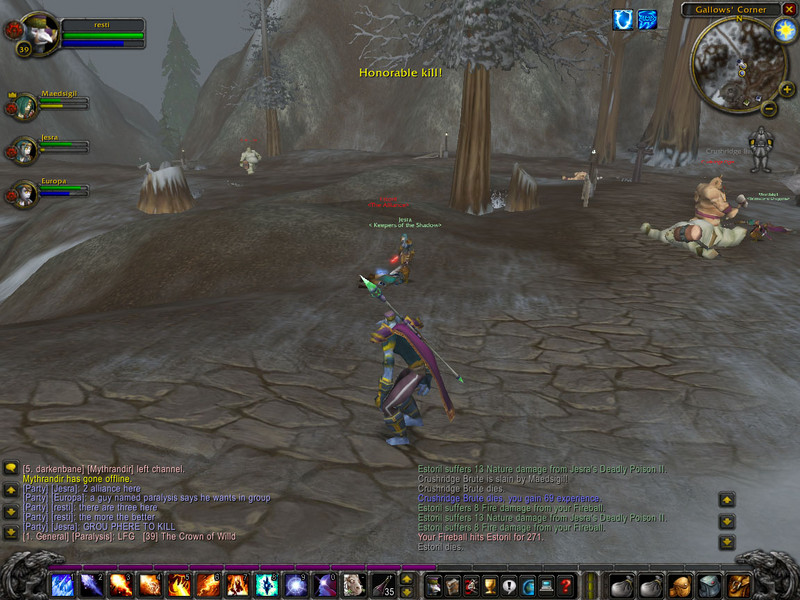 resti
39
Maedsigil
Jesra
Europa
Honorable kill!
Gallows' Corner
N
Jesra
< Keepers of the Shadow>
[5. darkenbane] [Mythrandir] left channel.
Mythrandir has gone offline.
[Party] [Jesra]: 2 alliance here
[Party] [Europa]: a guy named paralysis says he wants in group
[Party] [resti]: there are three here
[Party] [resti]: the more the better
[Party] [Jesra]: GROU PHERE TO KILL
[1. General] [Paralysis]: LFG [39] The Crown of Willd
Estoril suffers 13 Nature damage from Jesra's Deadly Poison II.
Crushridge Brute is slain by Maedsigil!
Crushridge Brute dies.
Crushridge Brute dies, you gain 69 experience.
Estoril suffers 8 Fire damage from your Fireball.
Estoril suffers 13 Nature damage from Jesra's Deadly Poison II.
Estoril suffers 8 Fire damage from your Fireball.
Your Fireball hits Estoril for 271.
Estoril dies.
35